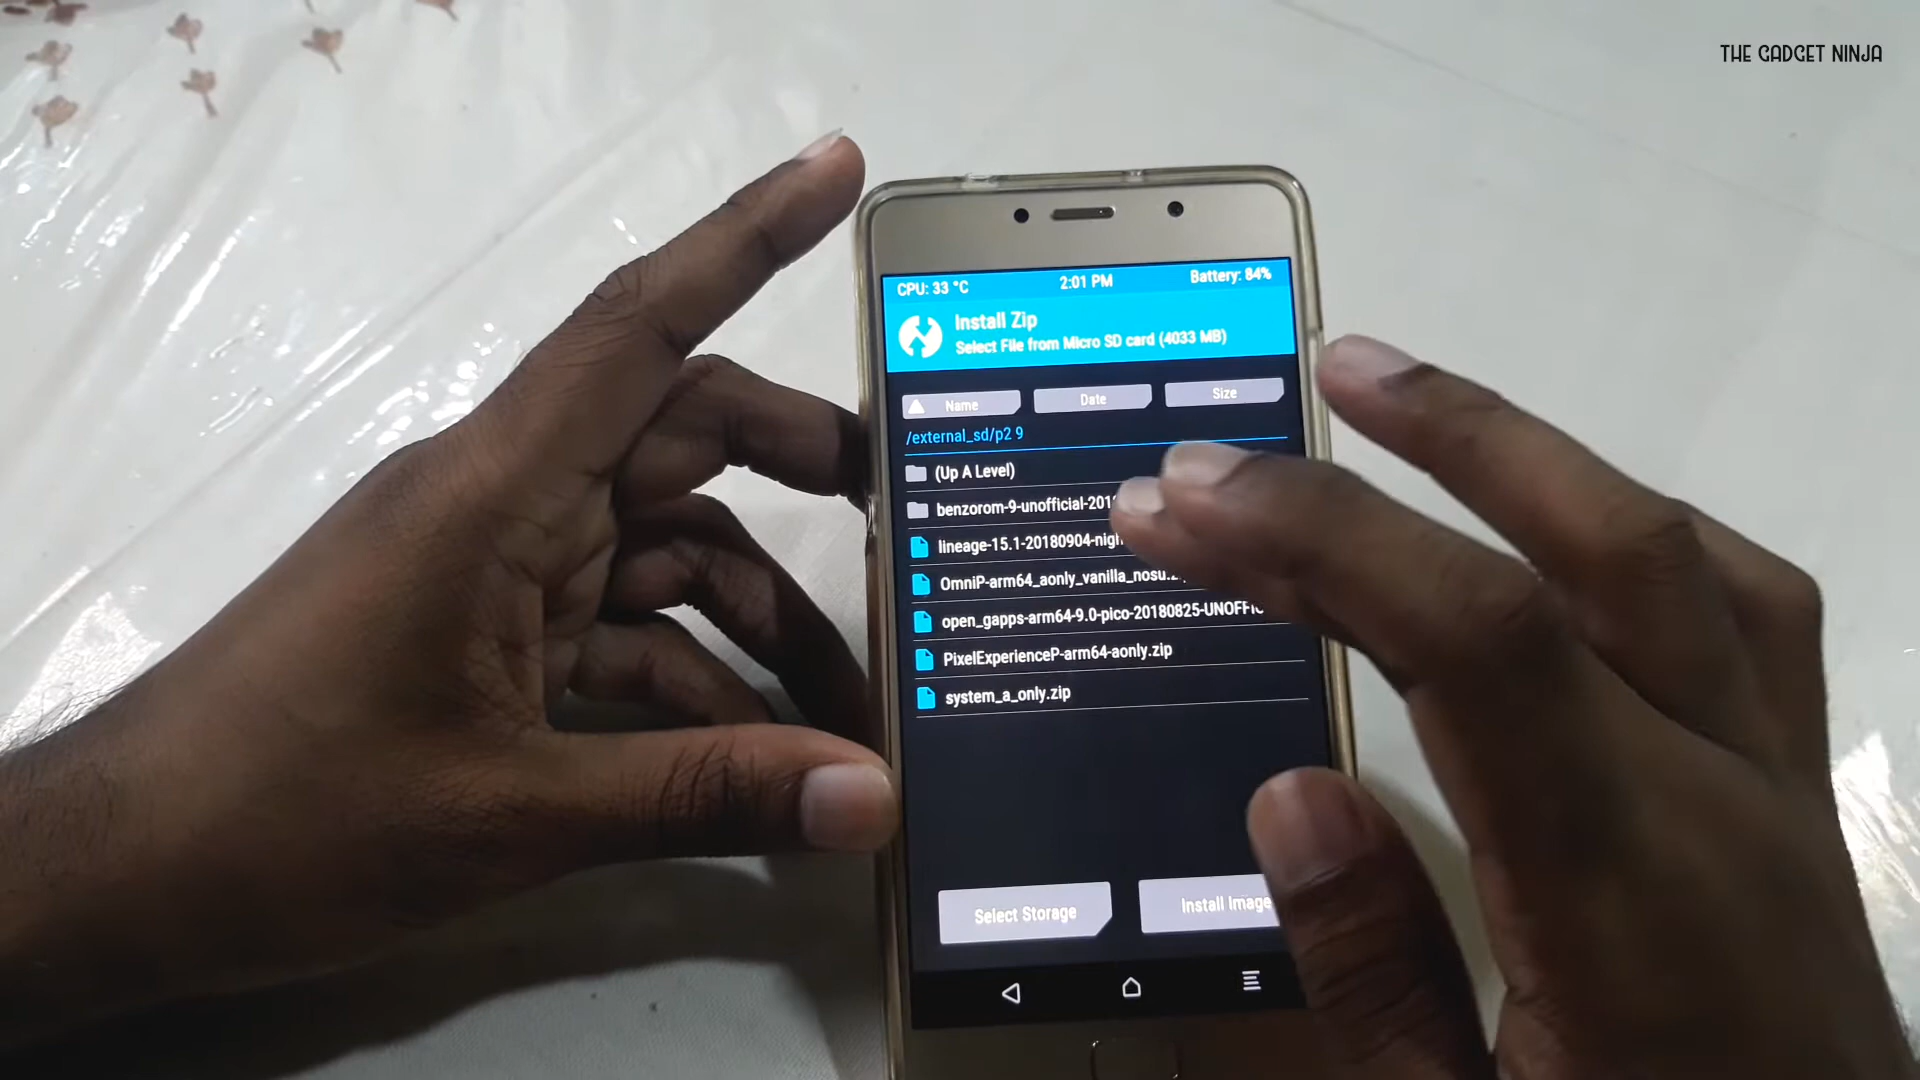 THE GADGET NINJA
CPU: 33 °C 2:01 PM Battery: 84%
Install Zip
Select File from Micro SD card (4033 MB)
Name Date Size
/external_sd/p2 9
(Up A Level)
benzorom-9-unofficial-201
lineage-15.1-20180904-nigh
OmniP-arm64_aonly_vanilla_nosu.z
open_gapps-arm64-9.0-pico-20180825-UNOFFIC
PixelExperienceP-arm64-aonly.zip
system_a_only.zip
Select Storage Install Image